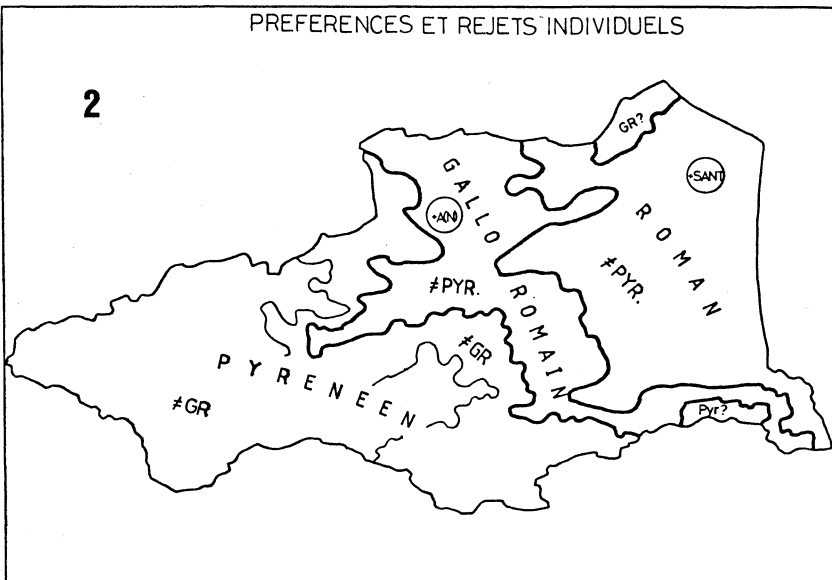 PREFERENCES ET REJETS INDIVIDUELS
2
GR?
+SANT
GALLO
+A(N)
ROMAN
≠PYR.
≠PYR.
ROMAIN
≠GR
PYRENEEN
≠GR
Pyr?